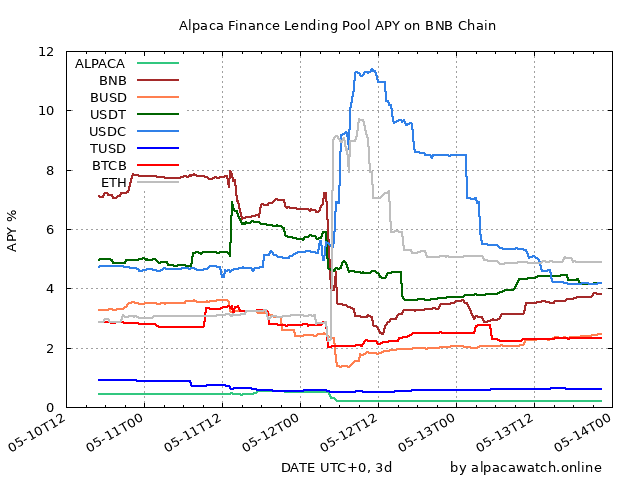 Alpaca Finance Lending Pool APY on BNB Chain
12
10
8
6
4
2
0
APY %
ALPACA
BNB
BUSD
USDT
USDC
TUSD
BTCB
ETH
05-10T12
05-11T00
05-11T12
05-12T00
05-12T12
05-13T00
05-13T12
05-14T00
DATE UTC+0, 3d
by alpacawatch.online